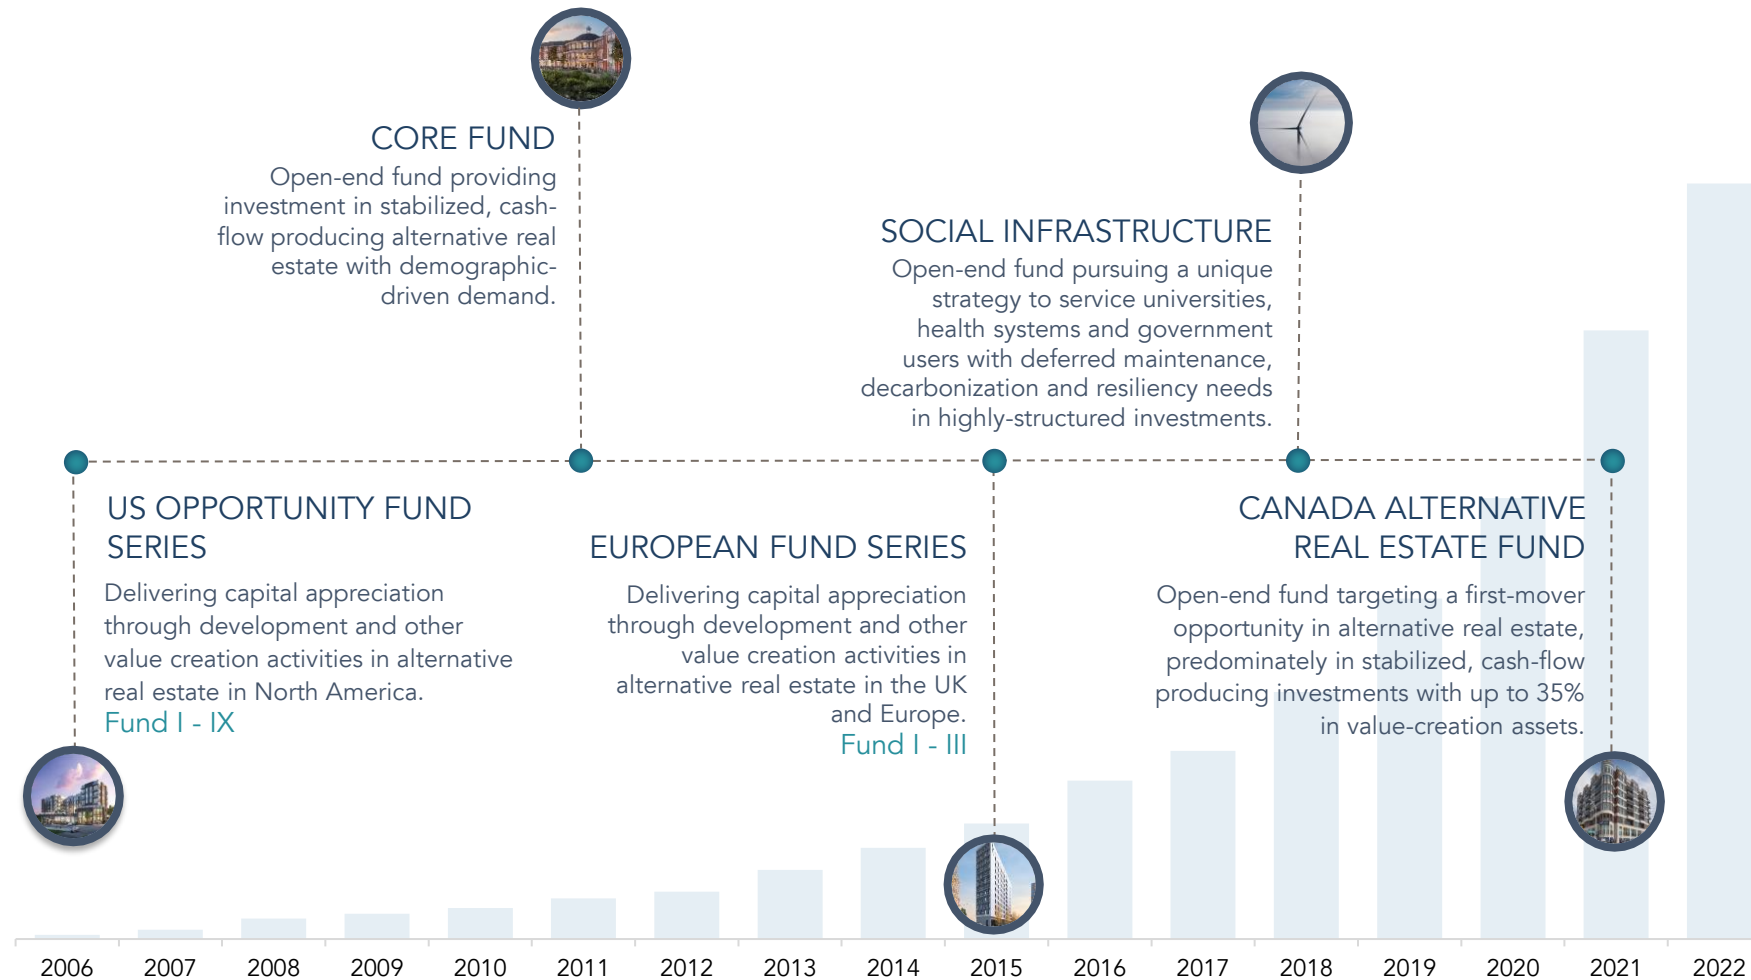 CORE FUND
Open-end fund providing
investment in stabilized, cash-
flow producing alternative real
estate with demographic-
driven demand.
SOCIAL INFRASTRUCTURE
Open-end fund pursuing a unique
strategy to service universities,
health systems and government
users with deferred maintenance,
decarbonization and resiliency needs
in highly-structured investments.
US OPPORTUNITY FUND
SERIES
Delivering capital appreciation
through development and other
value creation activities in alternative
real estate in North America.
Fund I - IX
EUROPEAN FUND SERIES
Delivering capital appreciation
through development and other
value creation activities in
alternative real estate in the UK
and Europe.
Fund I - III
CANADA ALTERNATIVE
REAL ESTATE FUND
Open-end fund targeting a first-mover
opportunity in alternative real estate,
predominately in stabilized, cash-flow
producing investments with up to 35%
in value-creation assets.
2006 2007 2008 2009 2010 2011 2012 2013 2014 2015 2016 2017 2018 2019 2020 2021 2022